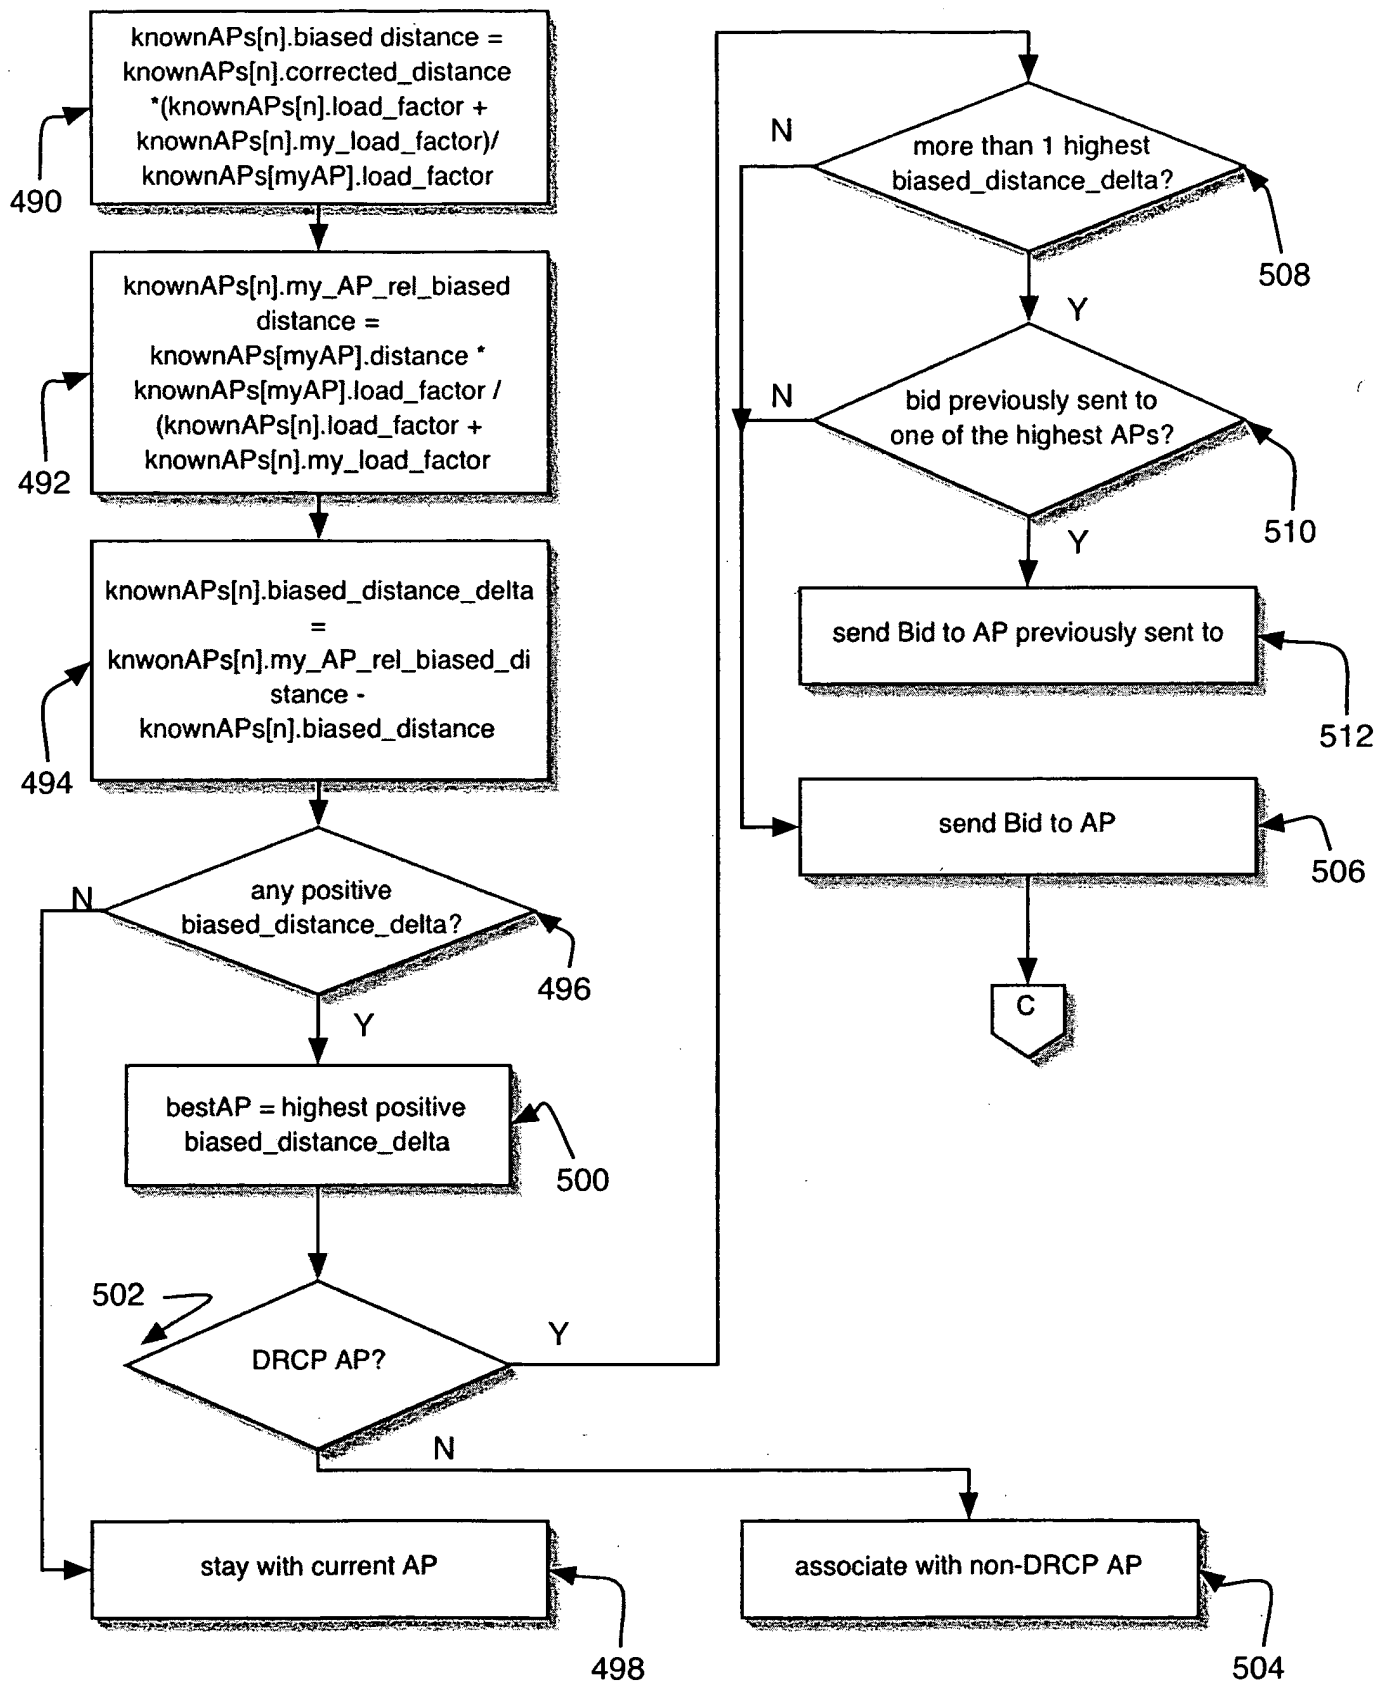 knownAPs[n].biased distance =
knownAPs[n].corrected_distance
*(knownAPs[n].load_factor +
knownAPs[n].my_load_factor)/
knownAPs[myAP].load_factor
490
knownAPs[n].my_AP_rel_biased
distance =
knownAPs[myAP].distance *
knownAPs[myAP].load_factor /
(knownAPs[n].load_factor +
knownAPs[n].my_load_factor
492
knownAPs[n].biased_distance_delta
=
knwonAPs[n].my_AP_rel_biased_di
stance -
knownAPs[n].biased_distance
494
any positive
biased_distance_delta?
N
496
Y
bestAP = highest positive
biased_distance_delta
500
502
DRCP AP?
Y
N
stay with current AP
498
associate with non-DRCP AP
504
more than 1 highest
biased_distance_delta?
N
508
Y
bid previously sent to
one of the highest APs?
N
510
Y
send Bid to AP previously sent to
512
send Bid to AP
506
C